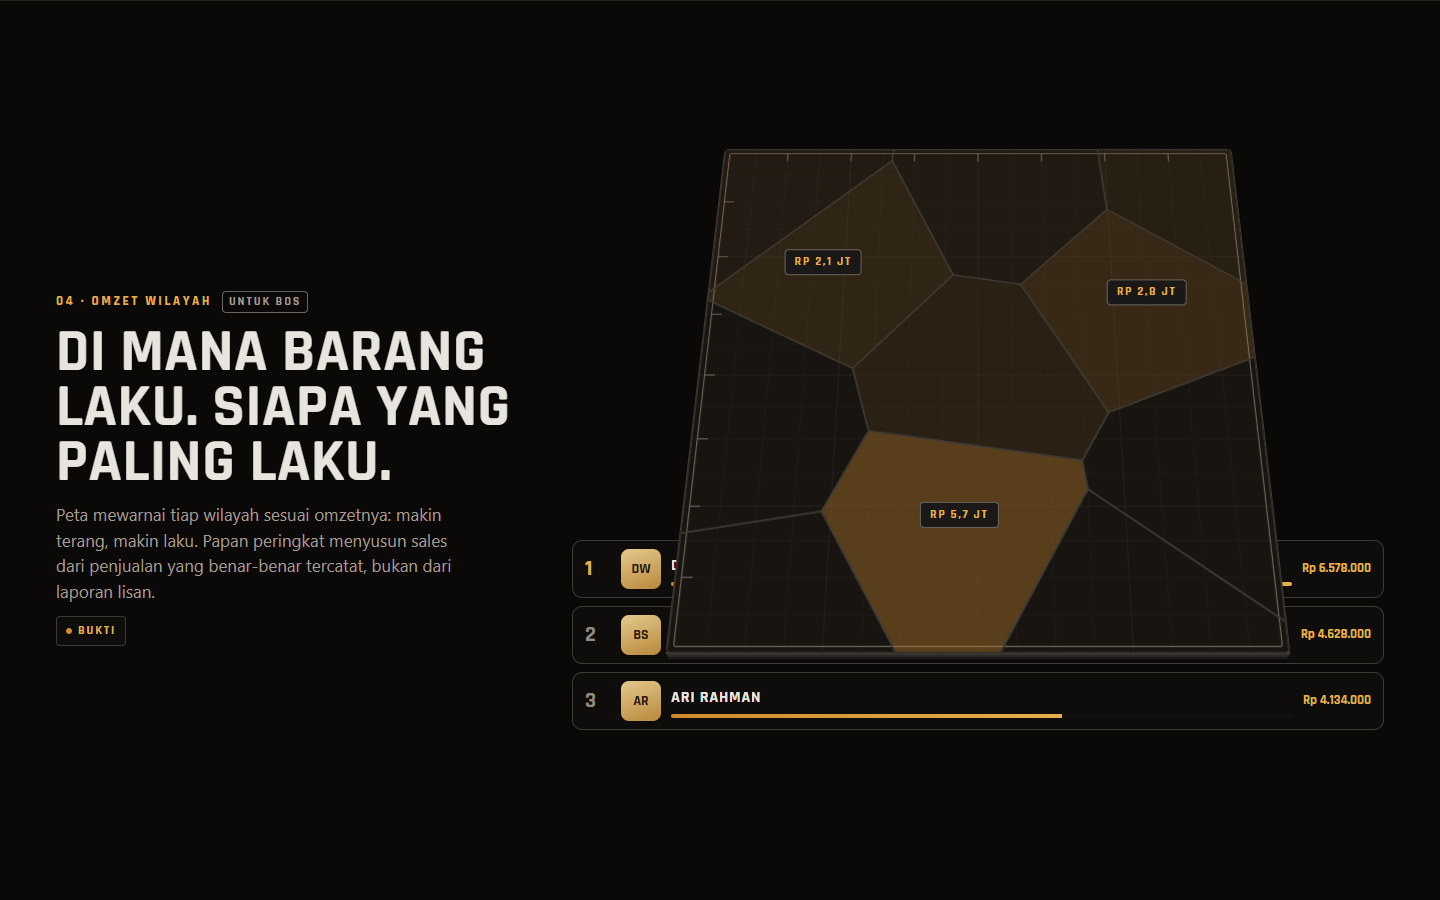 04 · OMZET WILAYAH UNTUK BOS
DI MANA BARANG
LAKU. SIAPA YANG
PALING LAKU.
Peta mewarnai tiap wilayah sesuai omzetnya: makin
terang, makin laku. Papan peringkat menyusun sales
dari penjualan yang benar-benar tercatat, bukan dari
laporan lisan.
BUKTI
RP 2,1 JT
RP 2,8 JT
RP 5,7 JT
1 DW Rp 6.578.000
2 BS Rp 4.628.000
3 AR ARI RAHMAN Rp 4.134.000